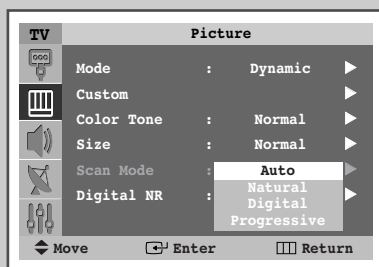 TV Picture
Mode : Dynamic
Custom
Color Tone : Normal
Size : Normal
Scan Mode : Auto
Natural
Digital NR : Digital
Progressive
Move Enter Return